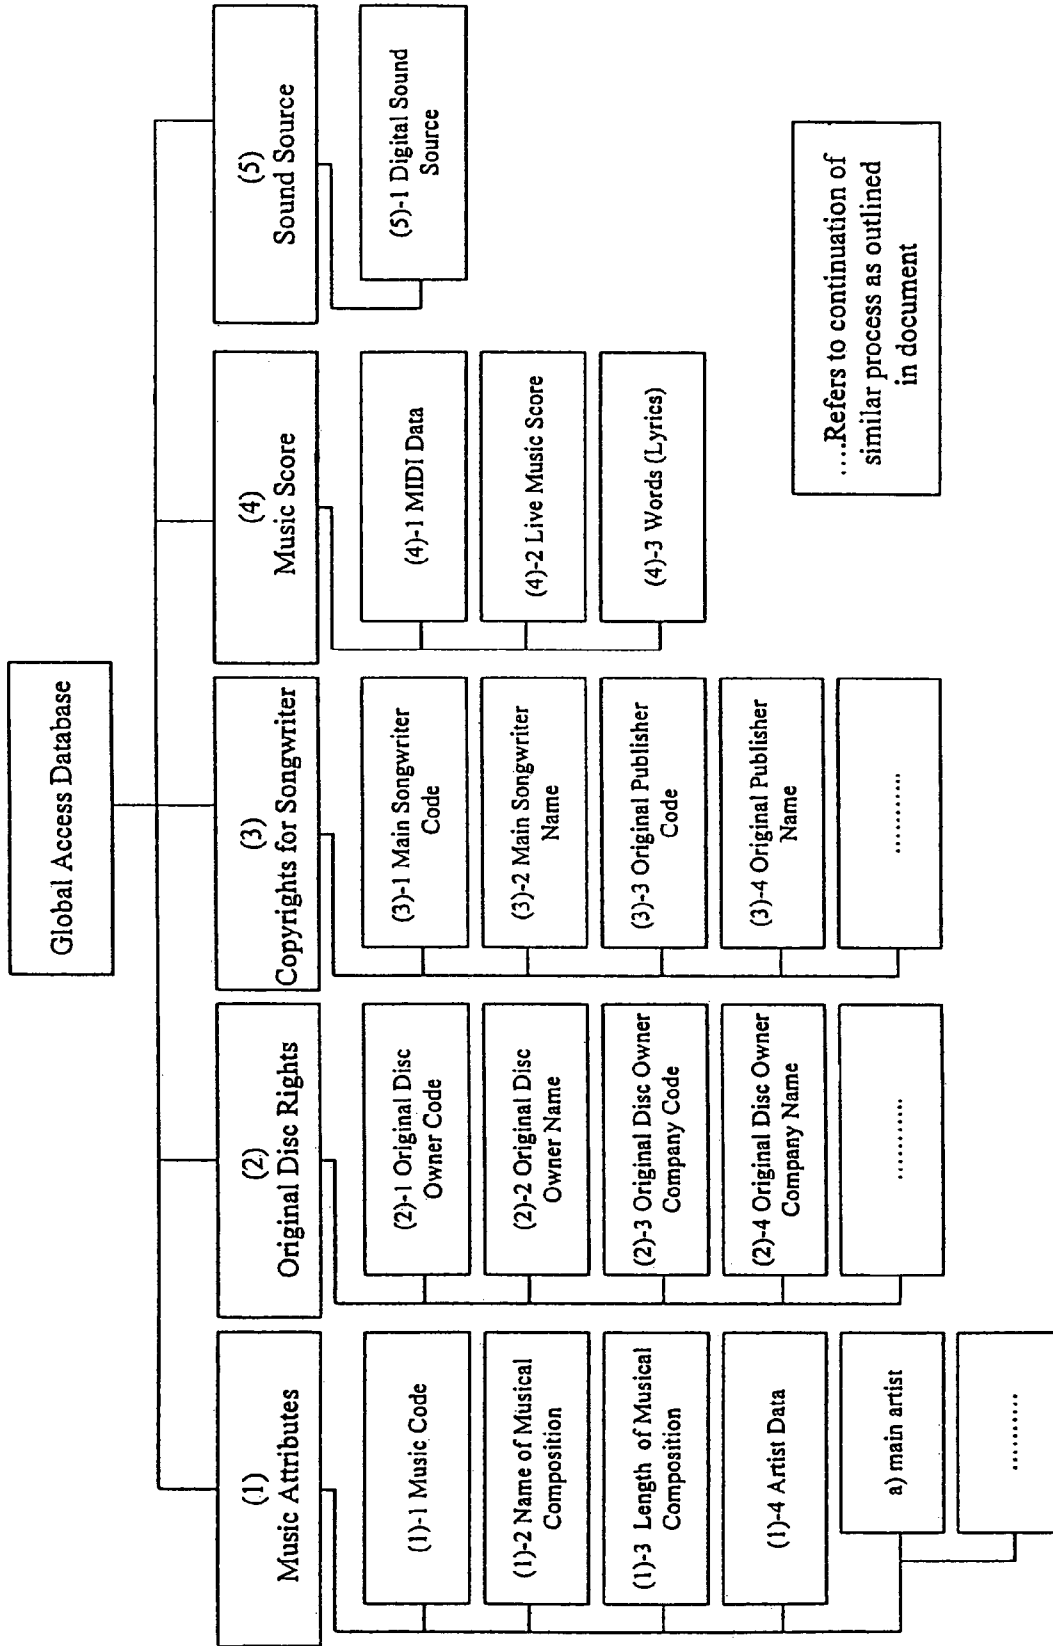 Global Access Database
(1)
Music Attributes
(1)-1 Music Code
(1)-2 Name of Musical
Composition
(1)-3 Length of Musical
Composition
(1)-4 Artist Data
a) main artist
..........
(2)
Original Disc Rights
(2)-1 Original Disc
Owner Code
(2)-2 Original Disc
Owner Name
(2)-3 Original Disc Owner
Company Code
(2)-4 Original Disc Owner
Company Name
..........
(3)
Copyrights for Songwriter
(3)-1 Main Songwriter
Code
(3)-2 Main Songwriter
Name
(3)-3 Original Publisher
Code
(3)-4 Original Publisher
Name
..........
(4)
Music Score
(4)-1 MIDI Data
(4)-2 Live Music Score
(4)-3 Words (Lyrics)
(5)
Sound Source
(5)-1 Digital Sound
Source
....Refers to continuation of
similar process as outlined
in document